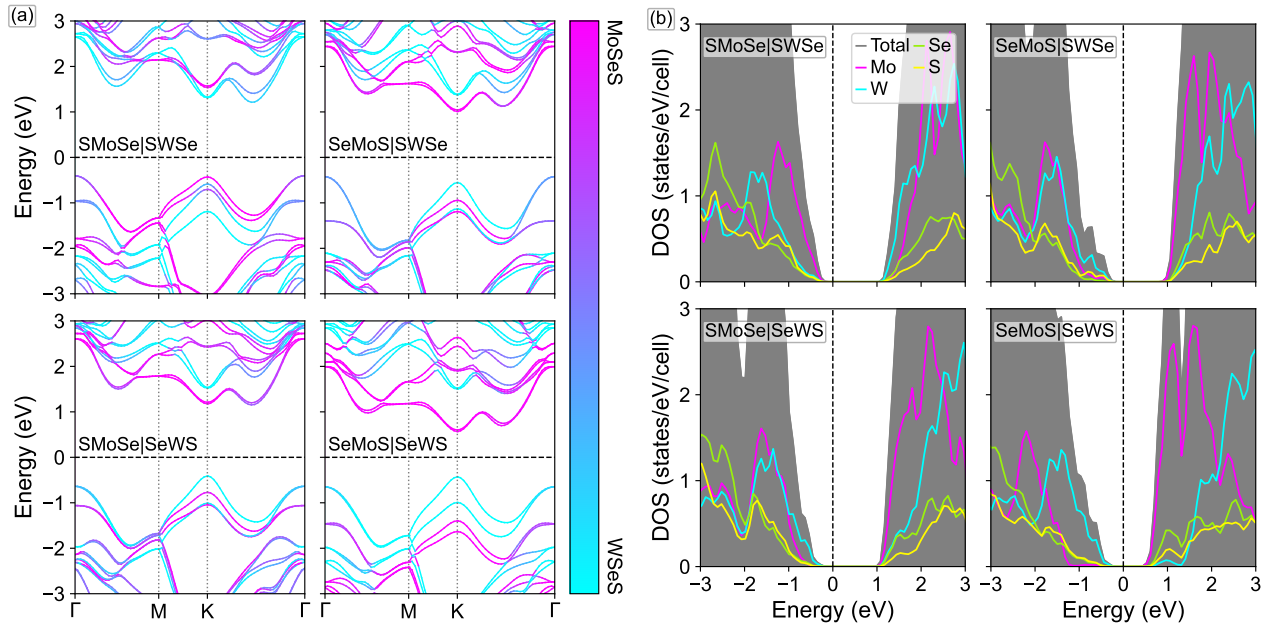 (a)
3
2
1
0
−1
−2
−3
Energy (eV)
SMoSe|SWSe
SeMoS|SWSe
3
2
1
0
−1
−2
−3
Energy (eV)
SMoSe|SeWS
SeMoS|SeWS
Γ M K Γ
Γ M K Γ
MoSeS
WSeS
(b)
3
2
1
0
DOS (states/eV/cell)
SMoSe|SWSe
Total Se
Mo S
W
SeMoS|SWSe
3
2
1
0
DOS (states/eV/cell)
SMoSe|SeWS
SeMoS|SeWS
−3 −2 −1 0 1 2 3
−3 −2 −1 0 1 2 3
Energy (eV)
Energy (eV)